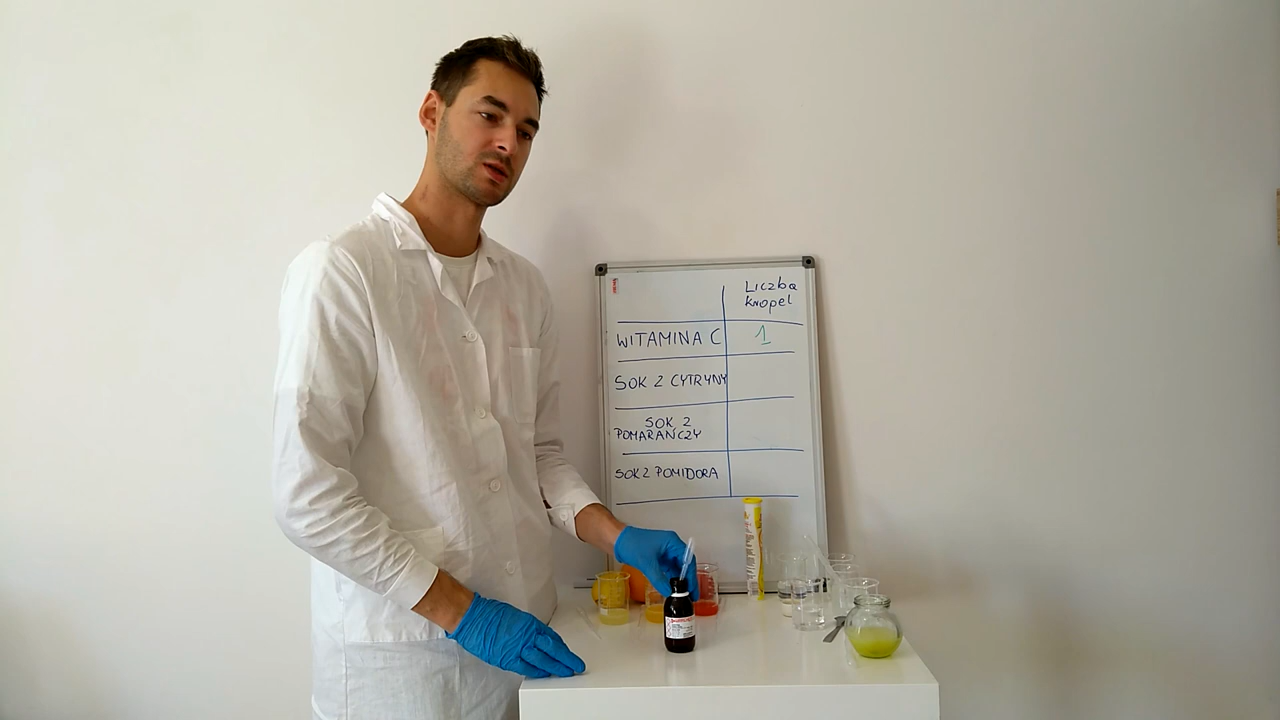 Liczba
kropel
WITAMINA C 1
SOK Z CYTRYNY
SOK Z
POMARAŃCZY
SOK Z POMIDORA